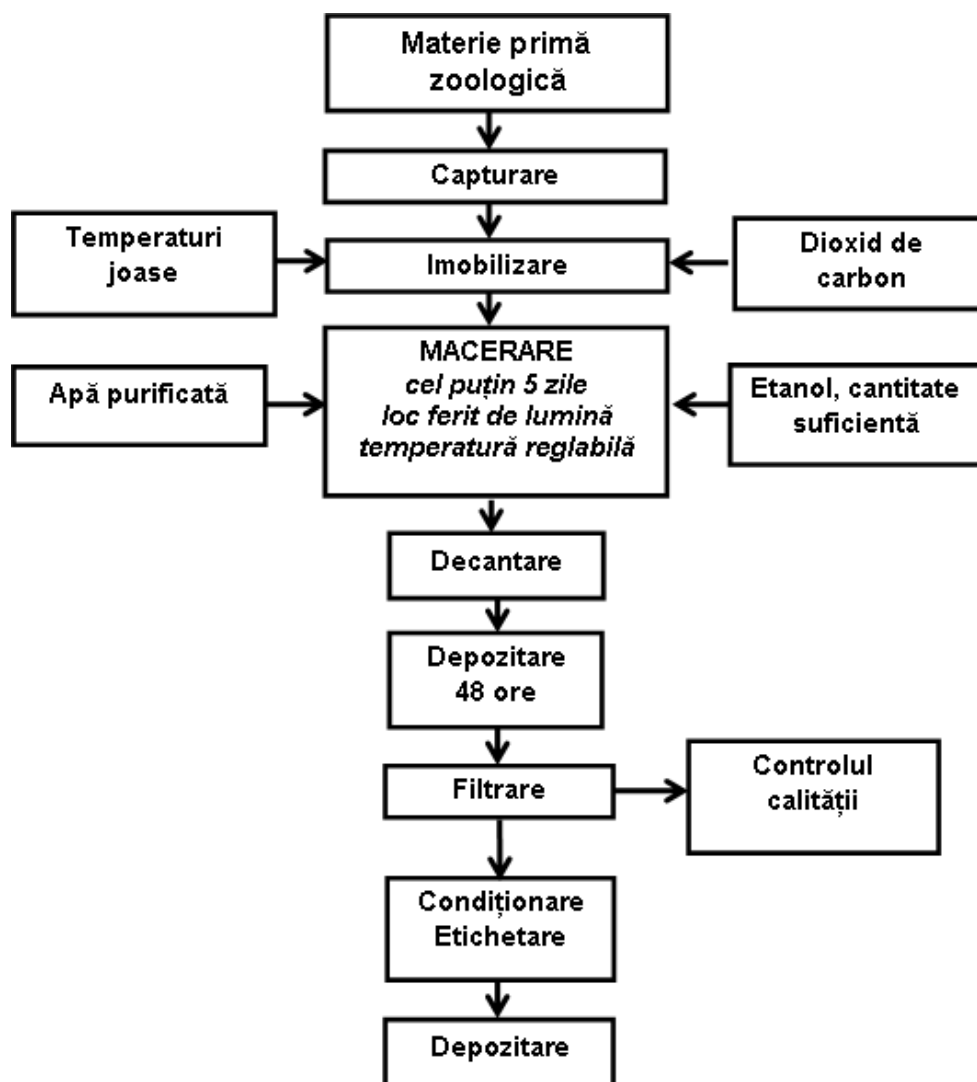 Materie primă
zoologică
Capturare
Temperaturi
joase
Imobilizare
Dioxid de
carbon
Apă purificată
MACERARE
cel puțin 5 zile
loc ferit de lumină
temperatură reglabilă
Etanol, cantitate
suficientă
Decantare
Depozitare
48 ore
Filtrare
Controlul
calității
Condiționare
Etichetare
Depozitare